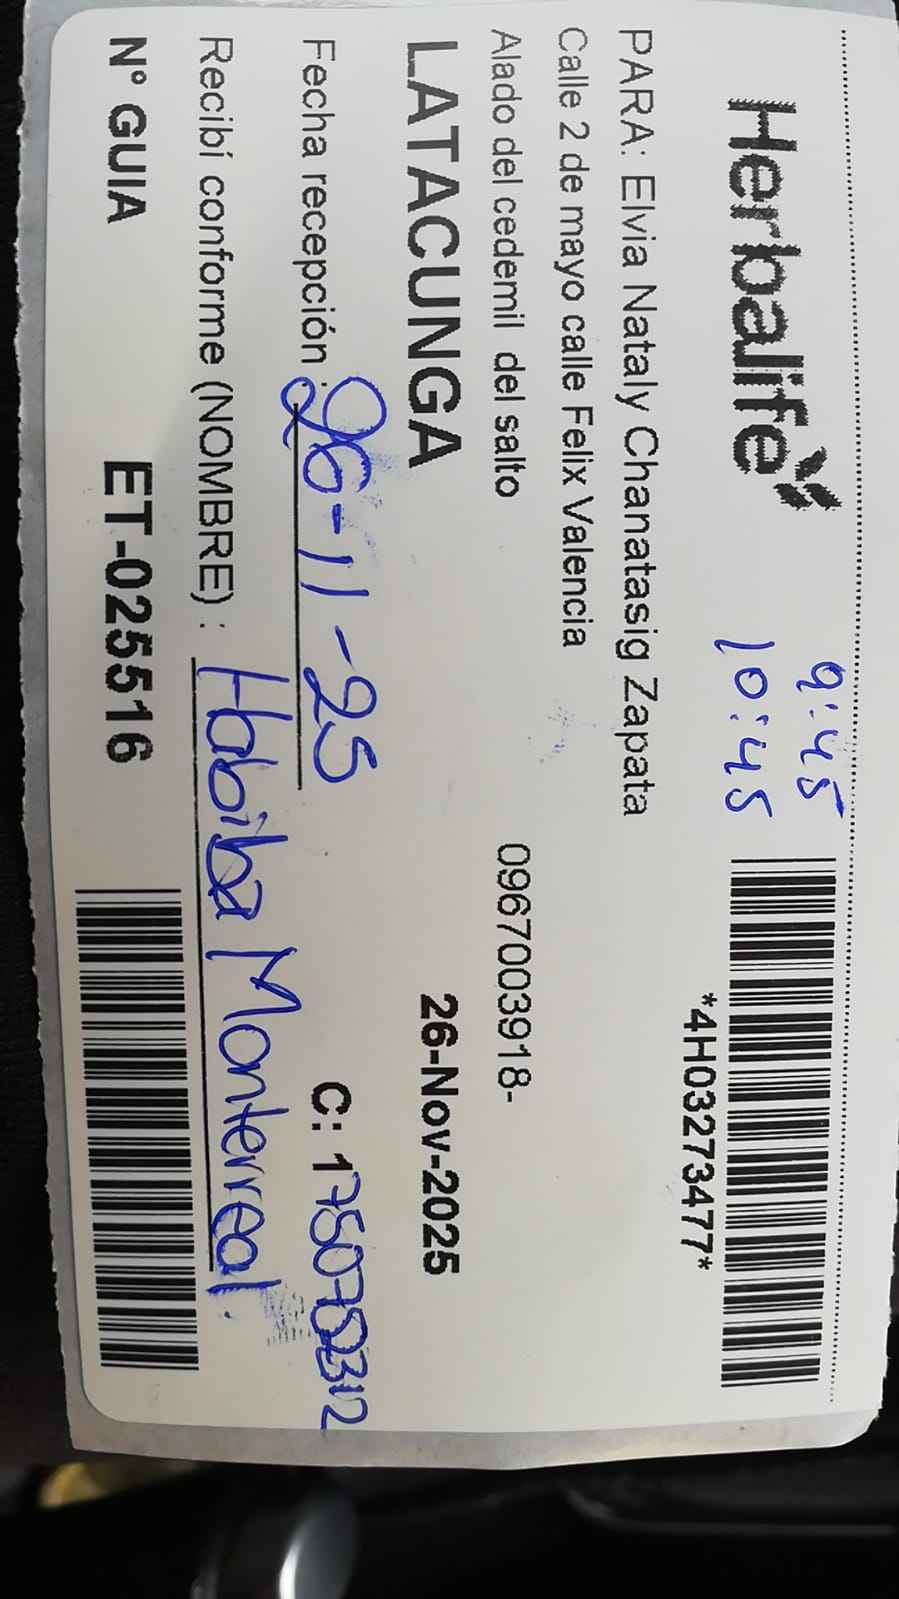 Herbalife
9:45
10:45
*4H03273477*
PARA: Elvia Nataly Chanatasig Zapata
Calle 2 de mayo calle Felix Valencia
Alado del cedemil del salto 0967003918-
LATACUNGA 26-Nov-2025
Fecha recepción : 26-11-25 C: 1750750312
Recibí conforme (NOMBRE) : Habiba Monterreal.
N° GUIA ET-025516